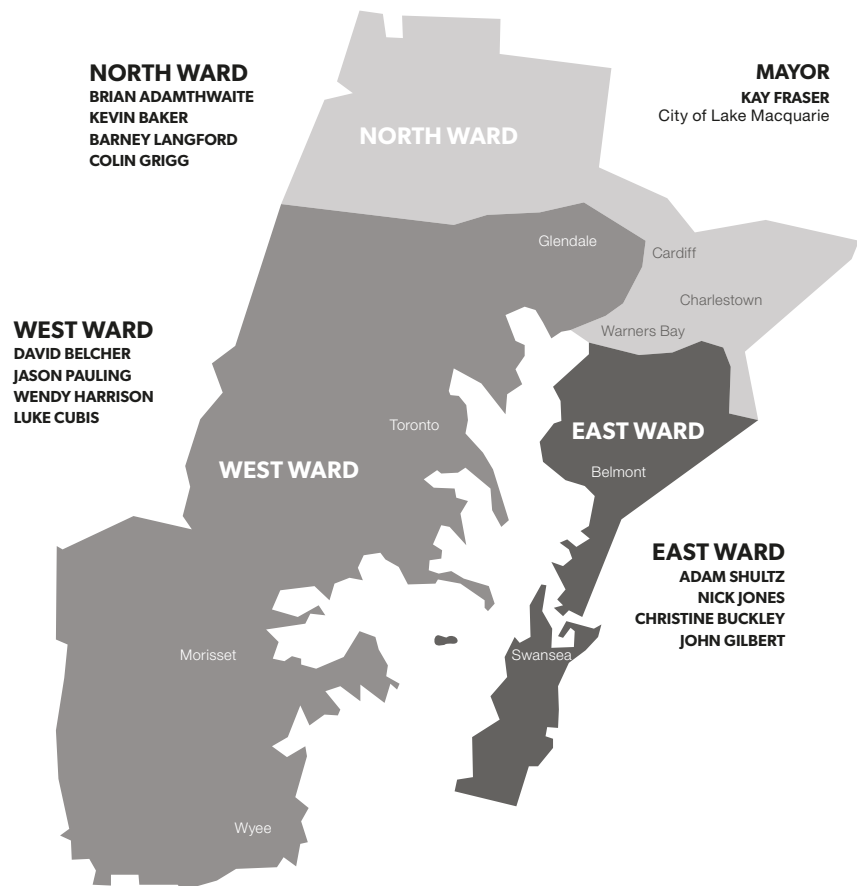 NORTH WARD
BRIAN ADAMTHWAITE
KEVIN BAKER
BARNEY LANGFORD
COLIN GRIGG
MAYOR
KAY FRASER
City of Lake Macquarie
NORTH WARD
Glendale
Cardiff
Charlestown
Warners Bay
WEST WARD
DAVID BELCHER
JASON PAULING
WENDY HARRISON
LUKE CUBIS
Toronto
WEST WARD
EAST WARD
Belmont
EAST WARD
ADAM SHULTZ
NICK JONES
CHRISTINE BUCKLEY
JOHN GILBERT
Morisset
Swansea
Wyee